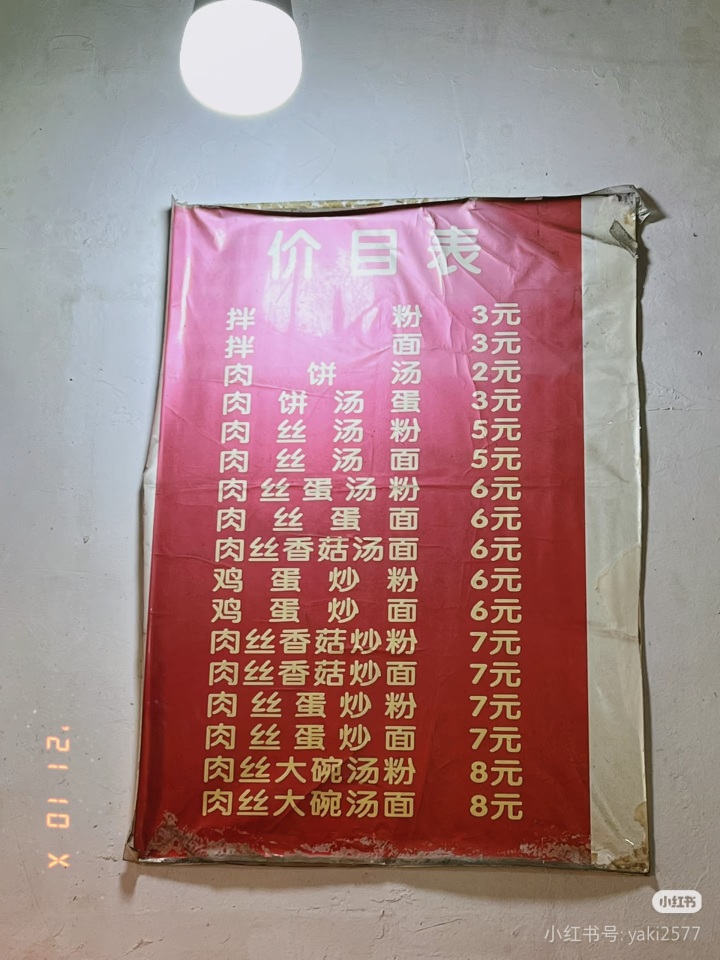 价目表
拌粉 3元
拌面 3元
肉饼汤 2元
肉饼汤蛋 3元
肉丝汤粉 5元
肉丝汤面 5元
肉丝蛋汤粉 6元
肉丝蛋面 6元
肉丝香菇汤面 6元
鸡蛋炒粉 6元
鸡蛋炒面 6元
肉丝香菇炒粉 7元
肉丝香菇炒面 7元
肉丝蛋炒粉 7元
肉丝蛋炒面 7元
肉丝大碗汤粉 8元
肉丝大碗汤面 8元
X 01 12.
小红书
小红书号: yaki2577